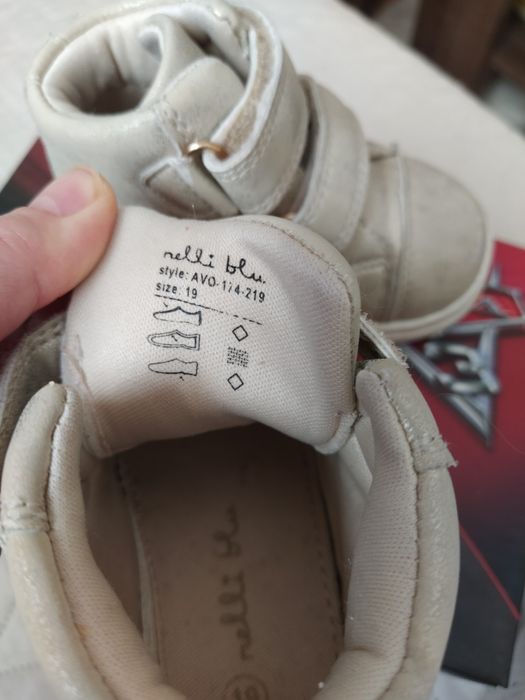 nelli blu.
style: AVO-174-219
size: 19
nelli blu